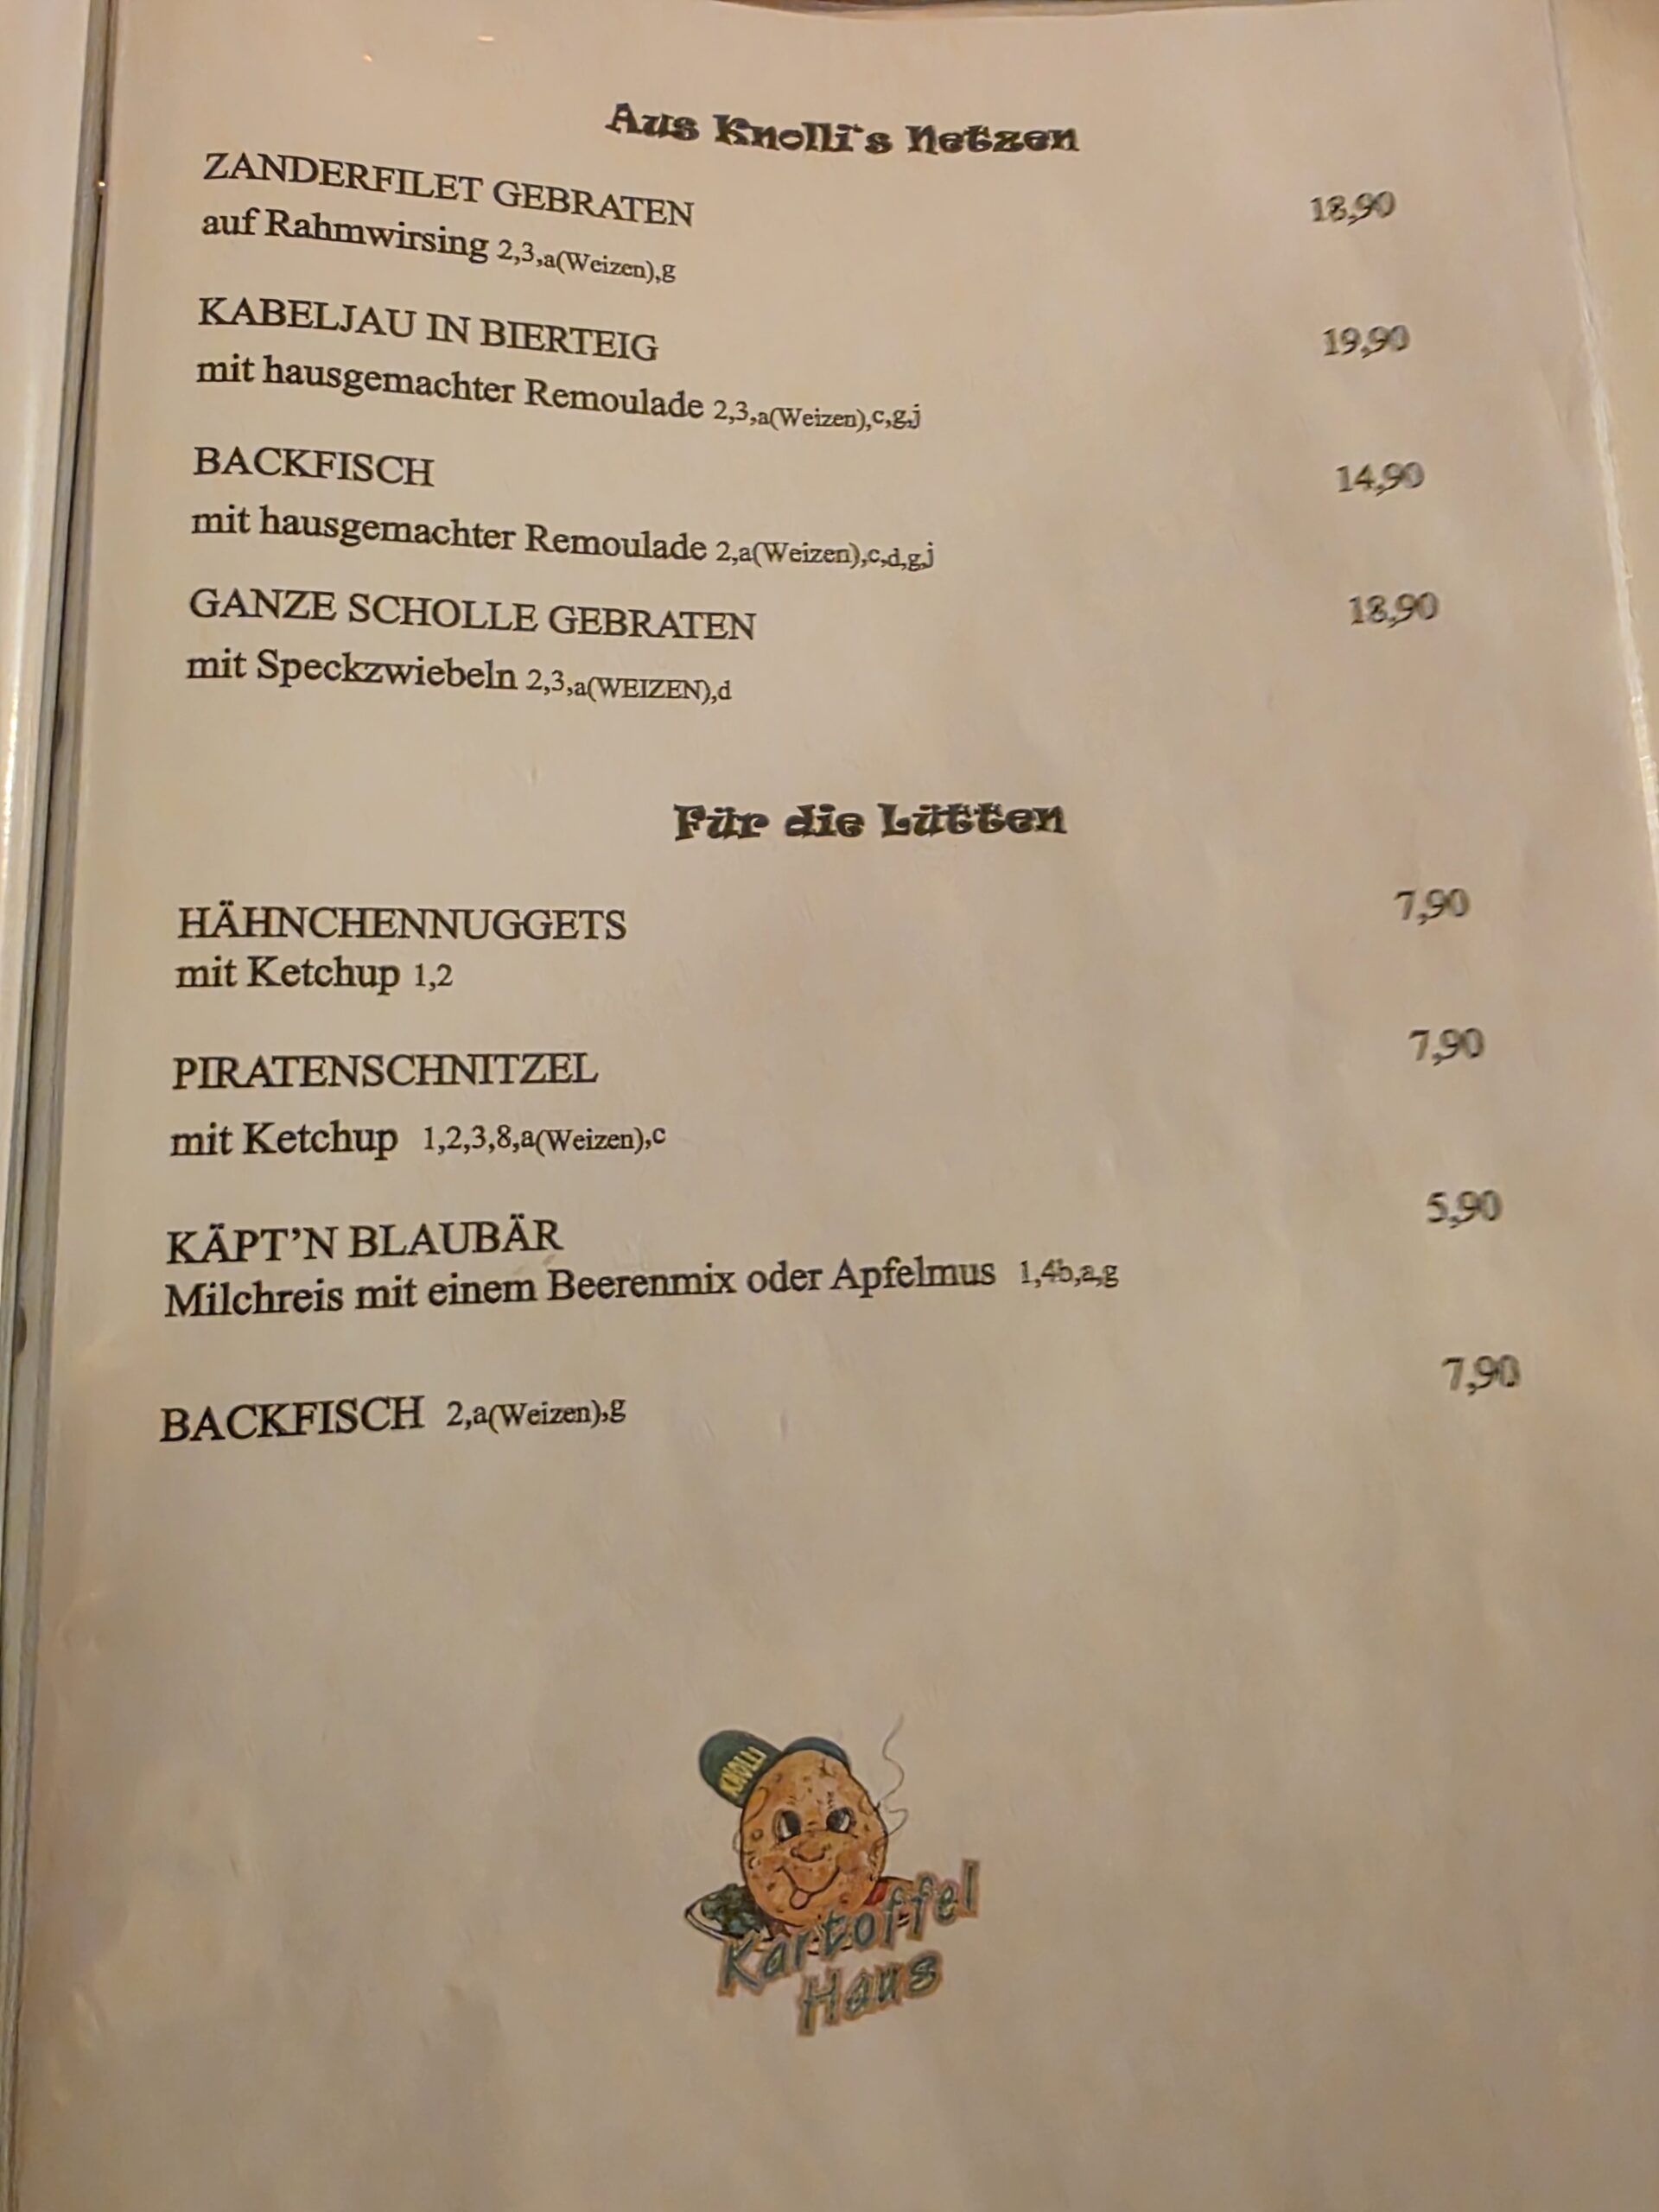 Aus Knolli's Netzen
ZANDERFILET GEBRATEN 18,90
auf Rahmwirsing 2,3,a(Weizen),g
KABELJAU IN BIERTEIG 19,90
mit hausgemachter Remoulade 2,3,a(Weizen),c,g,j
BACKFISCH 14,90
mit hausgemachter Remoulade 2,a(Weizen),c,d,g,j
GANZE SCHOLLE GEBRATEN 18,90
mit Speckzwiebeln 2,3,a(WEIZEN),d
Für die Lütten
HÄHNCHENNUGGETS 7,90
mit Ketchup 1,2
PIRATENSCHNITZEL 7,90
mit Ketchup 1,2,3,8,a(Weizen),c
KÄPT’N BLAUBÄR 5,90
Milchreis mit einem Beerenmix oder Apfelmus 1,4b,a,g
BACKFISCH 2,a(Weizen),g 7,90
KNOLLI
Kartoffel
Haus